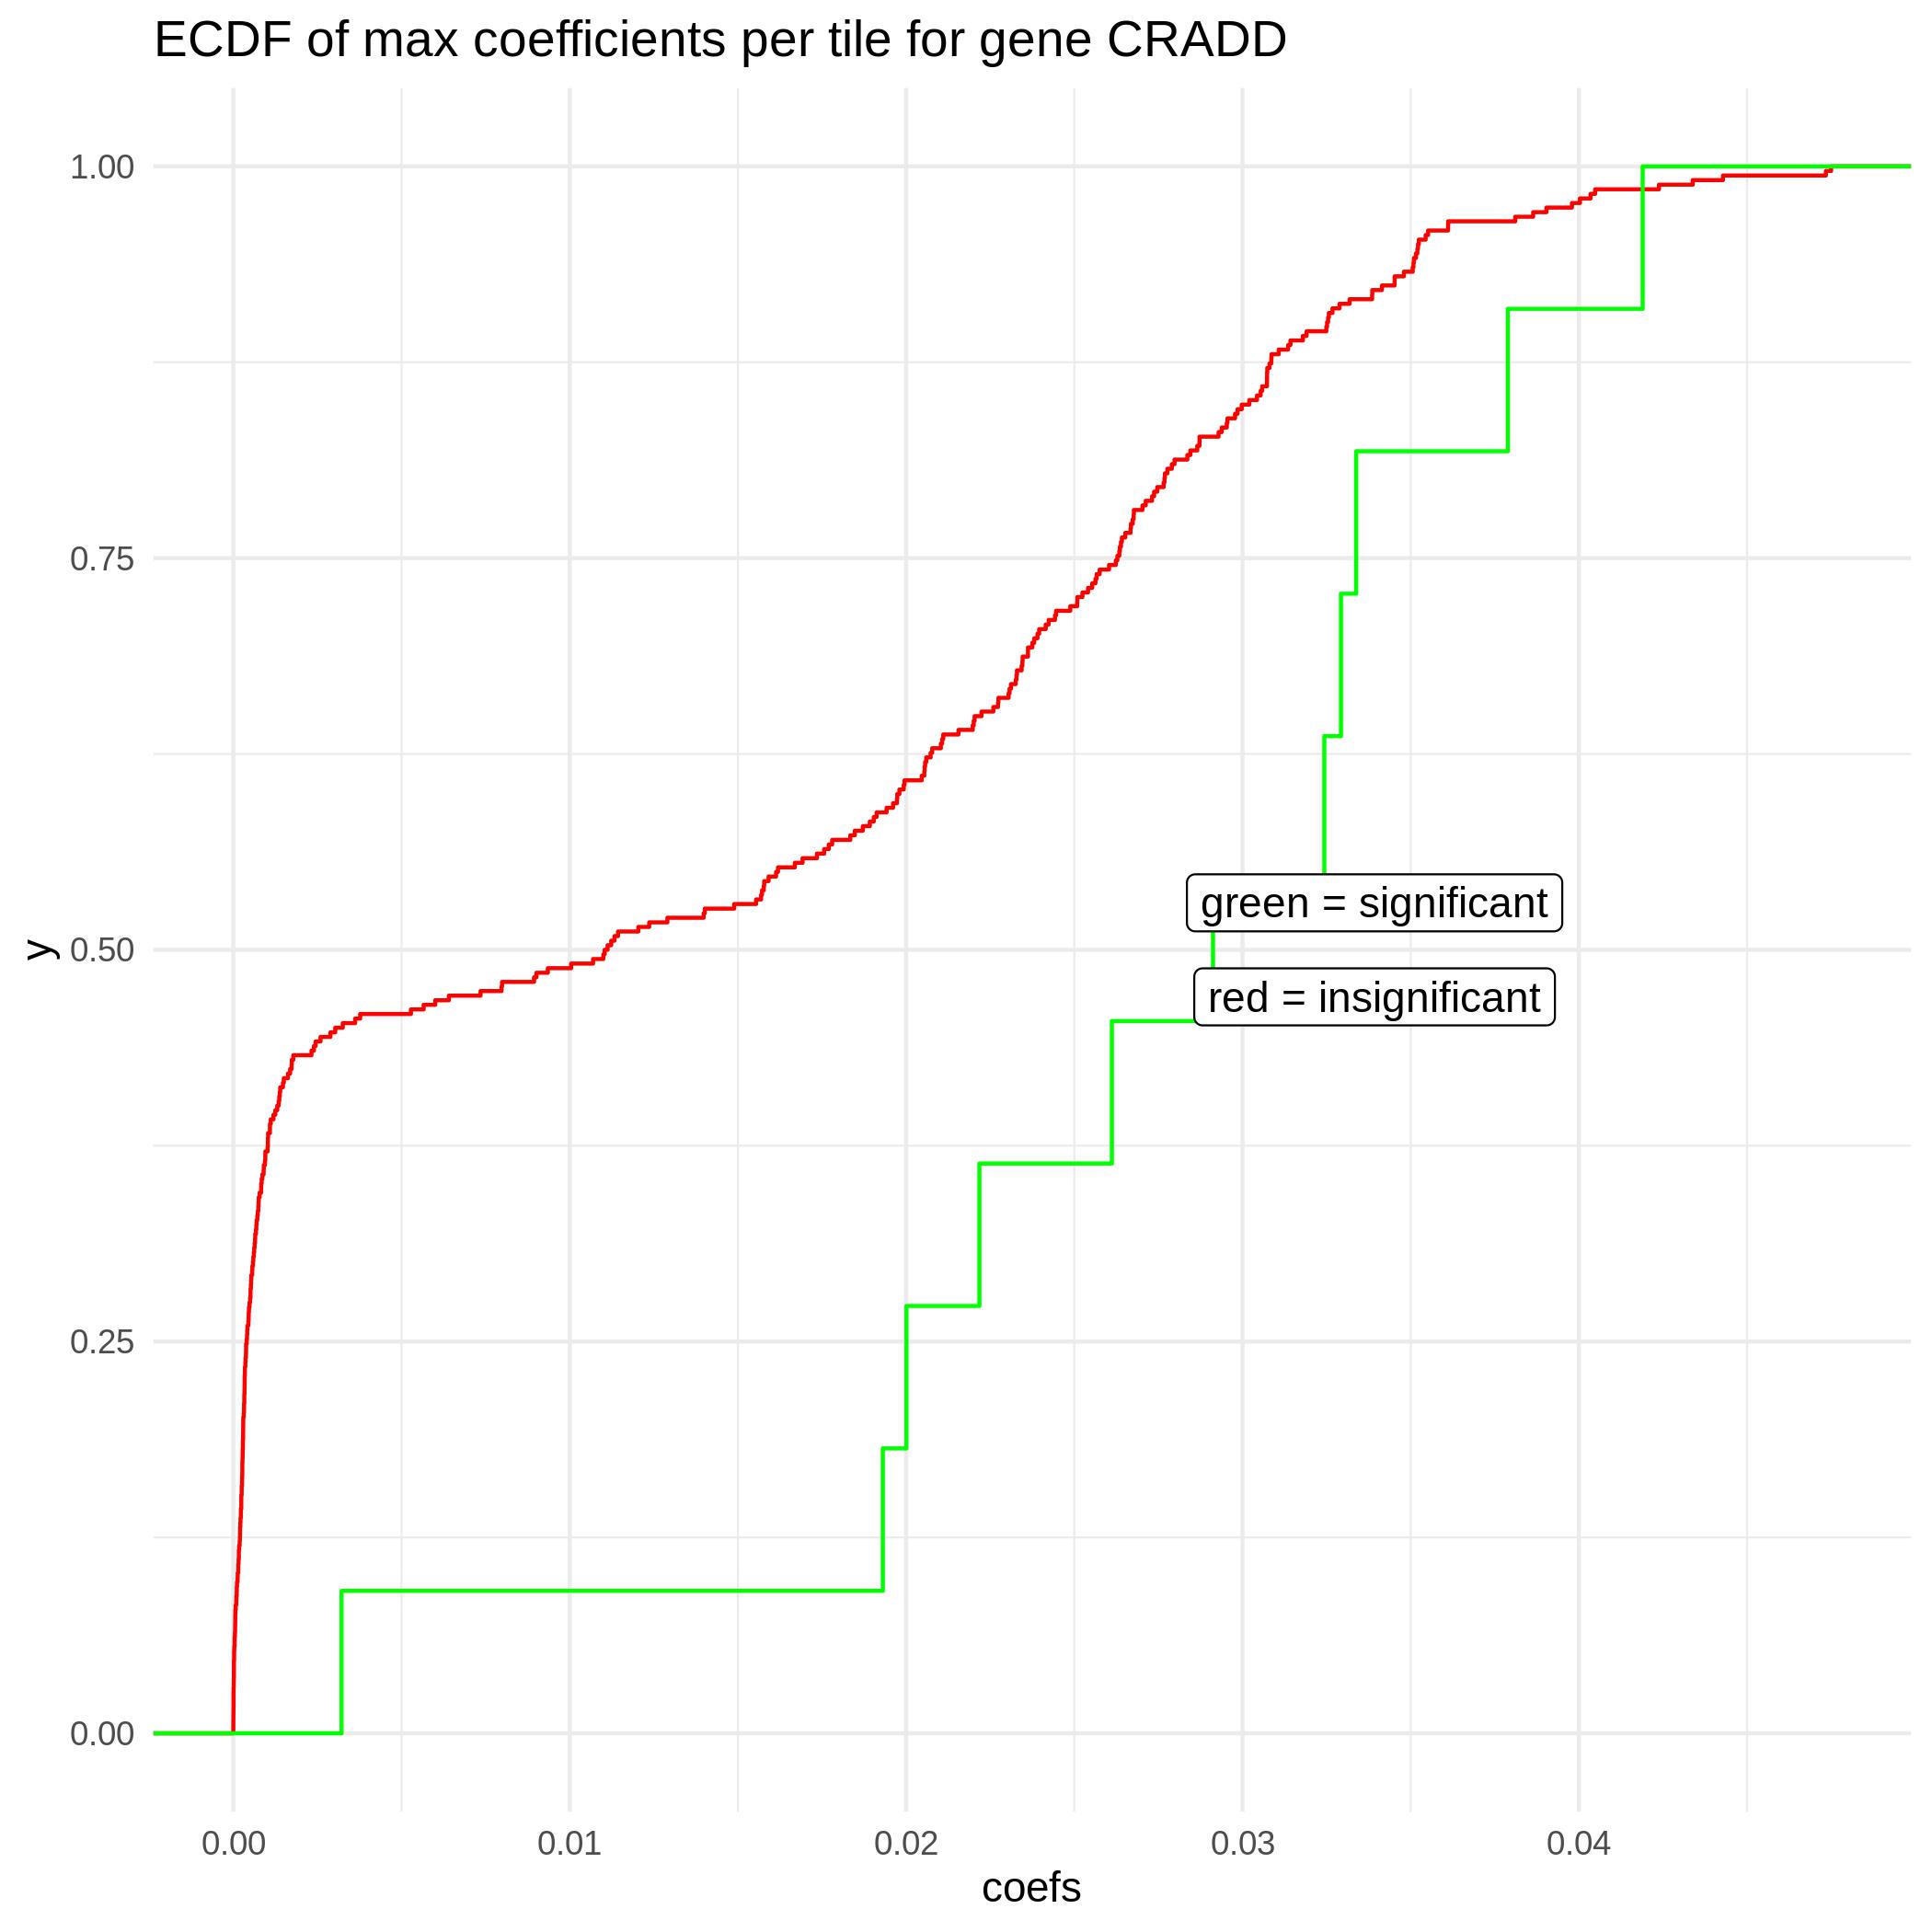 ECDF of max coefficients per tile for gene CRADD
1.00
0.75
0.50
0.25
0.00
y
green = significant
red = insignificant
0.00 0.01 0.02 0.03 0.04
coefs